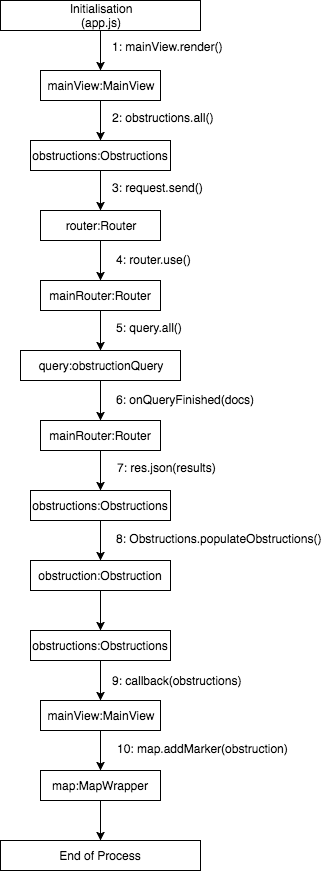 Initialisation
(app.js)
1: mainView.render()
mainView:MainView
2: obstructions.all()
obstructions:Obstructions
3: request.send()
router:Router
4: router.use()
mainRouter:Router
5: query.all()
query:obstructionQuery
6: onQueryFinished(docs)
mainRouter:Router
7: res.json(results)
obstructions:Obstructions
8: Obstructions.populateObstructions()
obstruction:Obstruction
obstructions:Obstructions
9: callback(obstructions)
mainView:MainView
10: map.addMarker(obstruction)
map:MapWrapper
End of Process